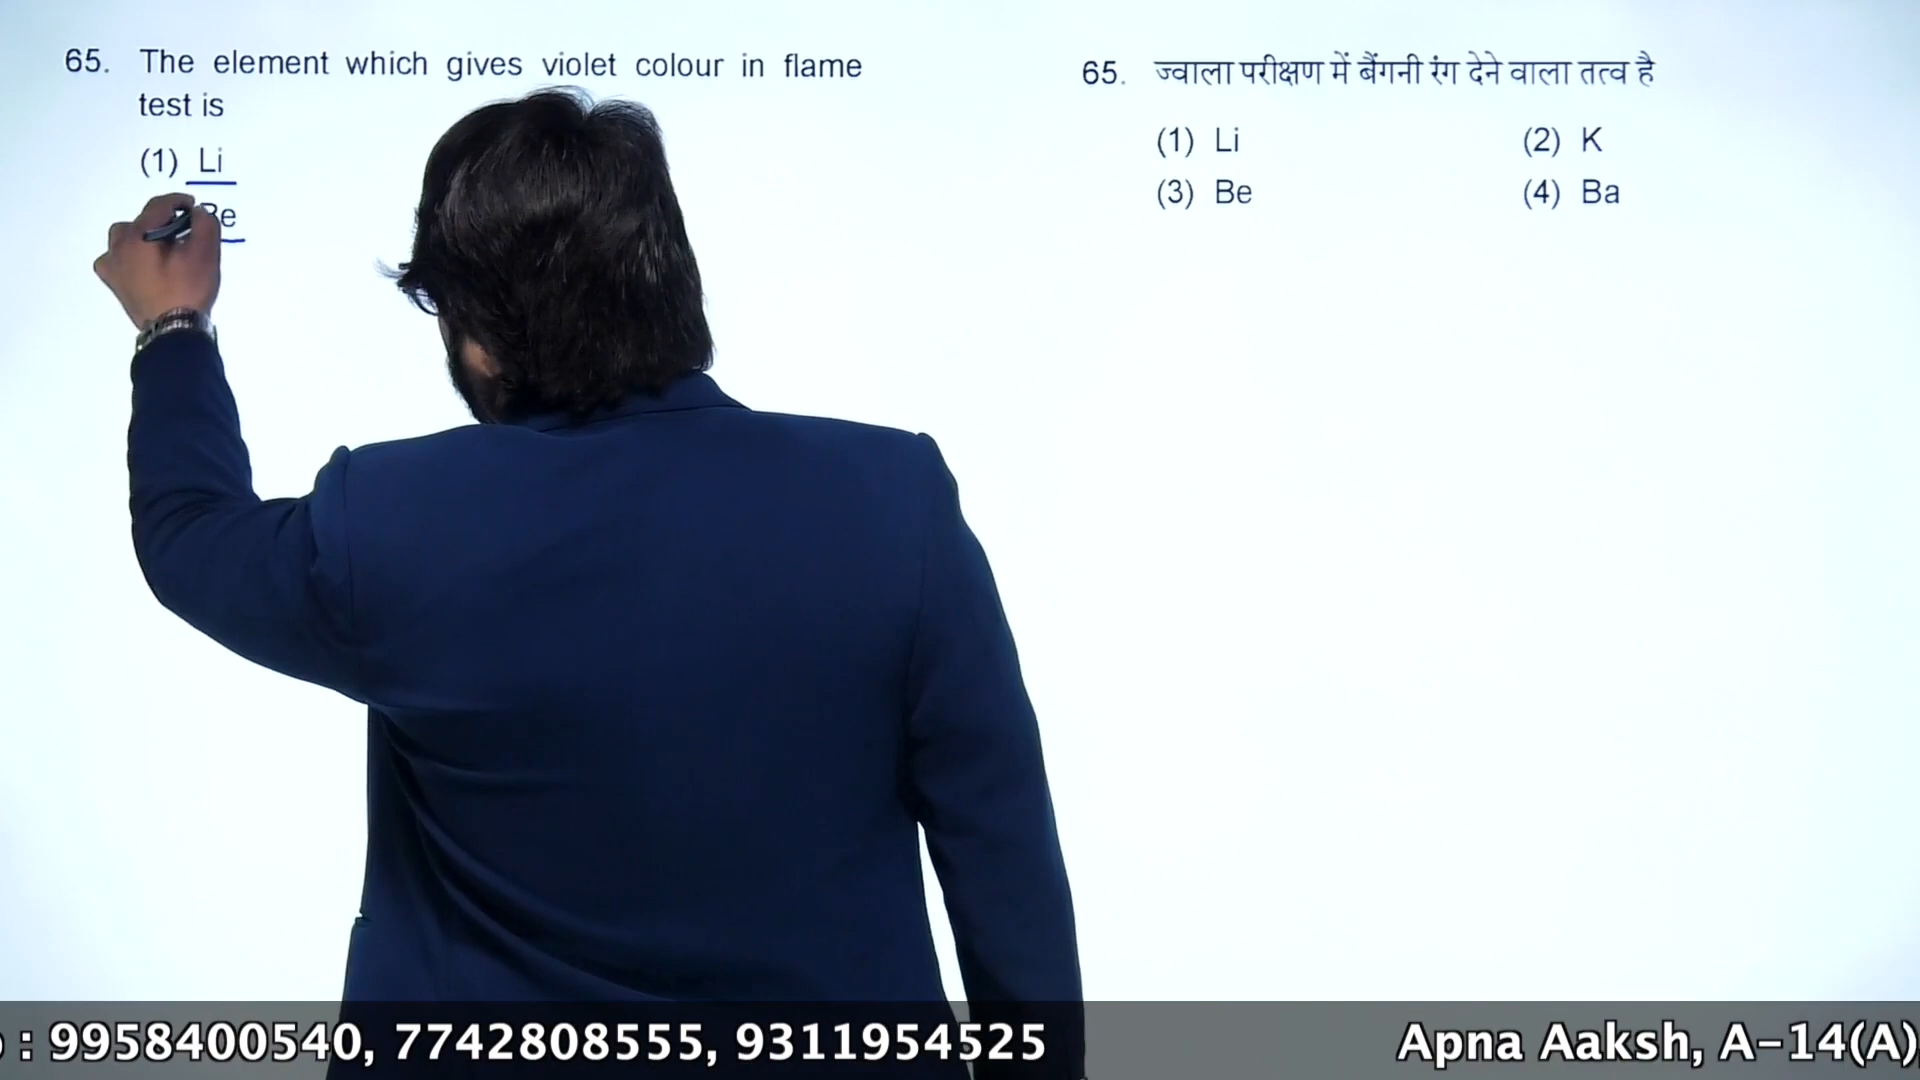 65. The element which gives violet colour in flame
test is
(1) Li
Be
65. ज्वाला परीक्षण में बैंगनी रंग देने वाला तत्व है
(1) Li (2) K
(3) Be (4) Ba
: 9958400540, 7742808555, 9311954525 Apna Aaksh, A-14(A),